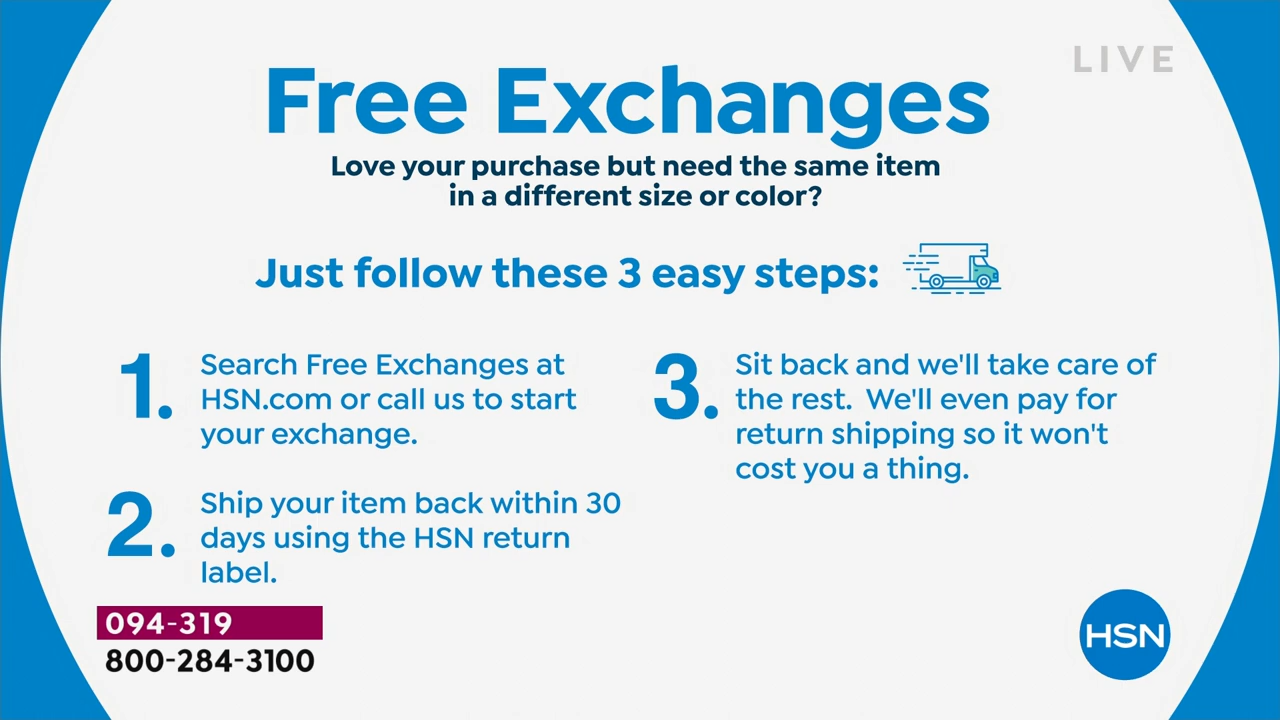 LIVE
Free Exchanges
Love your purchase but need the same item
in a different size or color?
Just follow these 3 easy steps:
1. Search Free Exchanges at
HSN.com or call us to start
your exchange.
2. Ship your item back within 30
days using the HSN return
label.
3. Sit back and we'll take care of
the rest. We'll even pay for
return shipping so it won't
cost you a thing.
094-319
800-284-3100
HSN